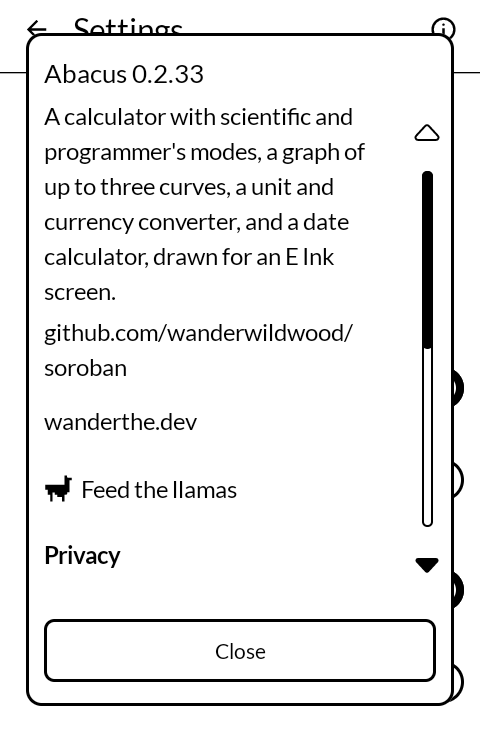 Settings
Abacus 0.2.33
A calculator with scientific and
programmer's modes, a graph of
up to three curves, a unit and
currency converter, and a date
calculator, drawn for an E Ink
screen.
github.com/wanderwildwood/
soroban
wanderthe.dev
Feed the llamas
Privacy
Close